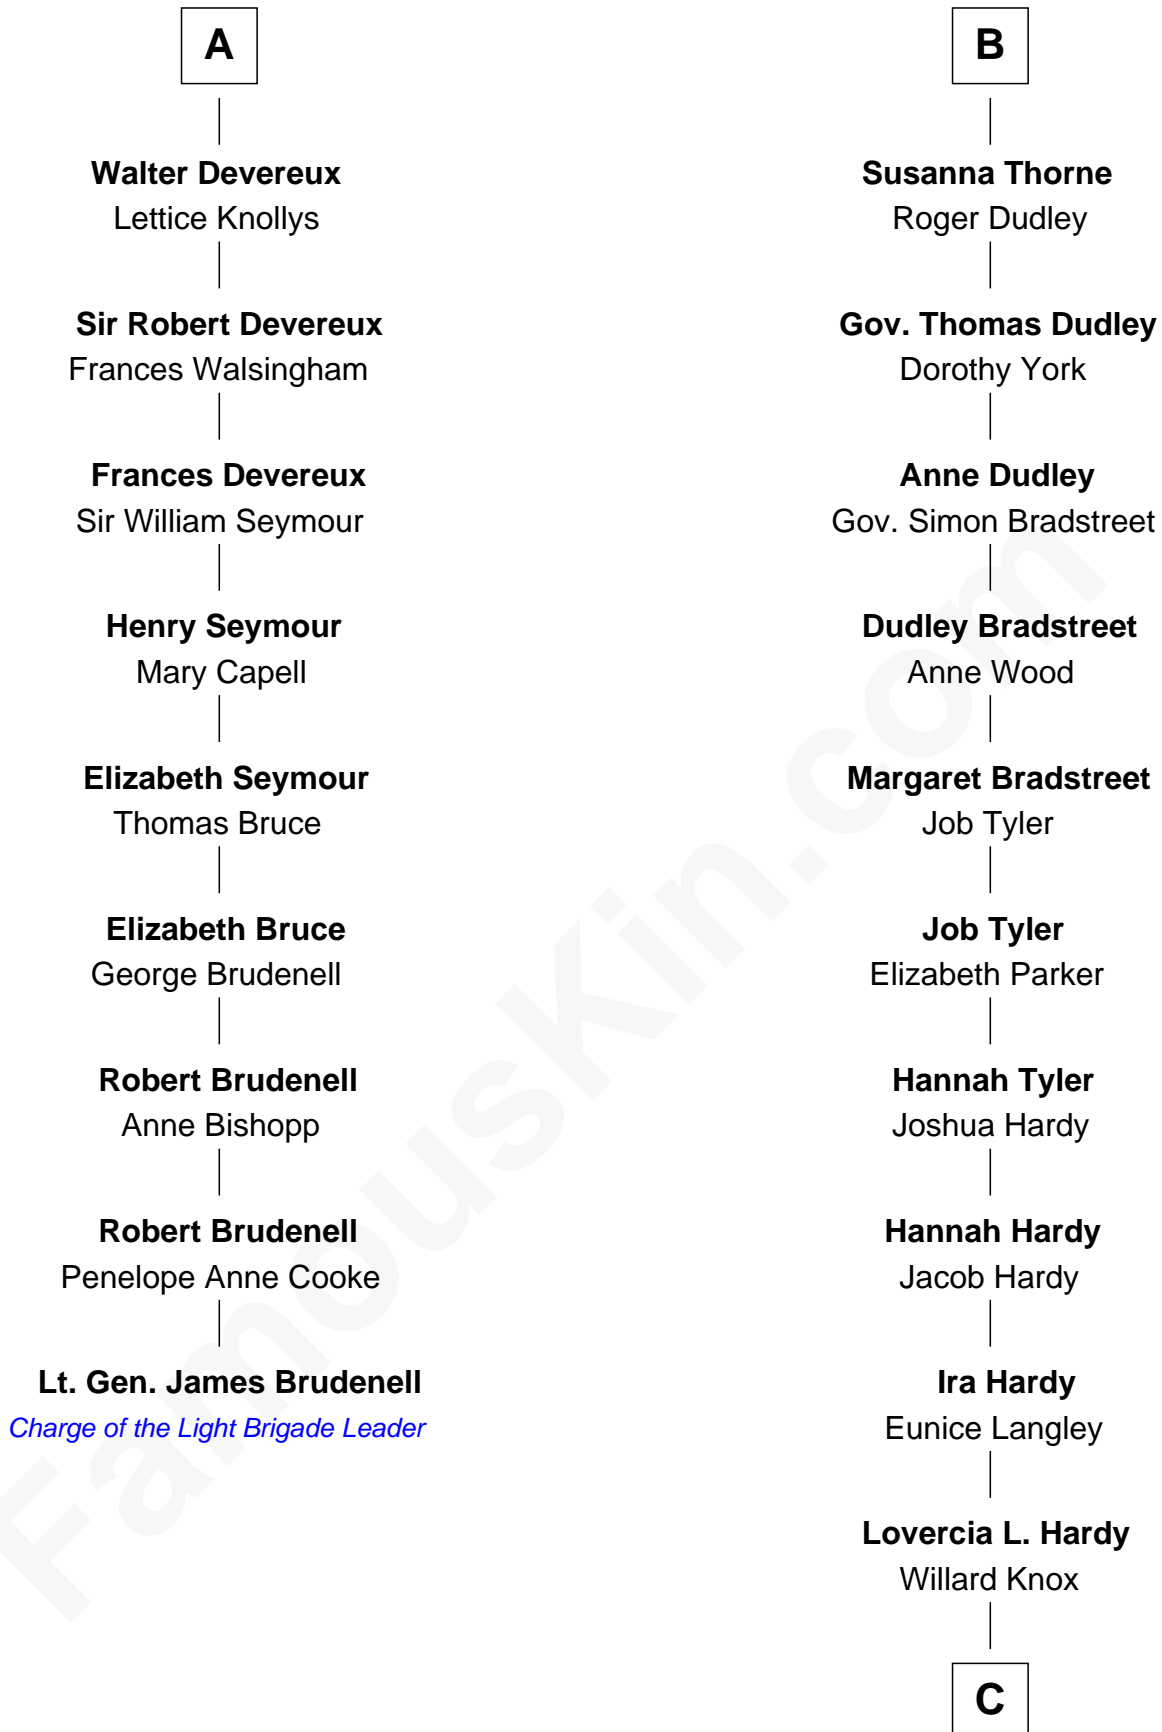 A
Walter Devereux
Lettice Knollys
Sir Robert Devereux
Frances Walsingham
Frances Devereux
Sir William Seymour
Henry Seymour
Mary Capell
Elizabeth Seymour
Thomas Bruce
Elizabeth Bruce
George Brudenell
Robert Brudenell
Anne Bishopp
Robert Brudenell
Penelope Anne Cooke
Lt. Gen. James Brudenell
Charge of the Light Brigade Leader
B
Susanna Thorne
Roger Dudley
Gov. Thomas Dudley
Dorothy York
Anne Dudley
Gov. Simon Bradstreet
Dudley Bradstreet
Anne Wood
Margaret Bradstreet
Job Tyler
Job Tyler
Elizabeth Parker
Hannah Tyler
Joshua Hardy
Hannah Hardy
Jacob Hardy
Ira Hardy
Eunice Langley
Lovercia L. Hardy
Willard Knox
C
FamousKin.com